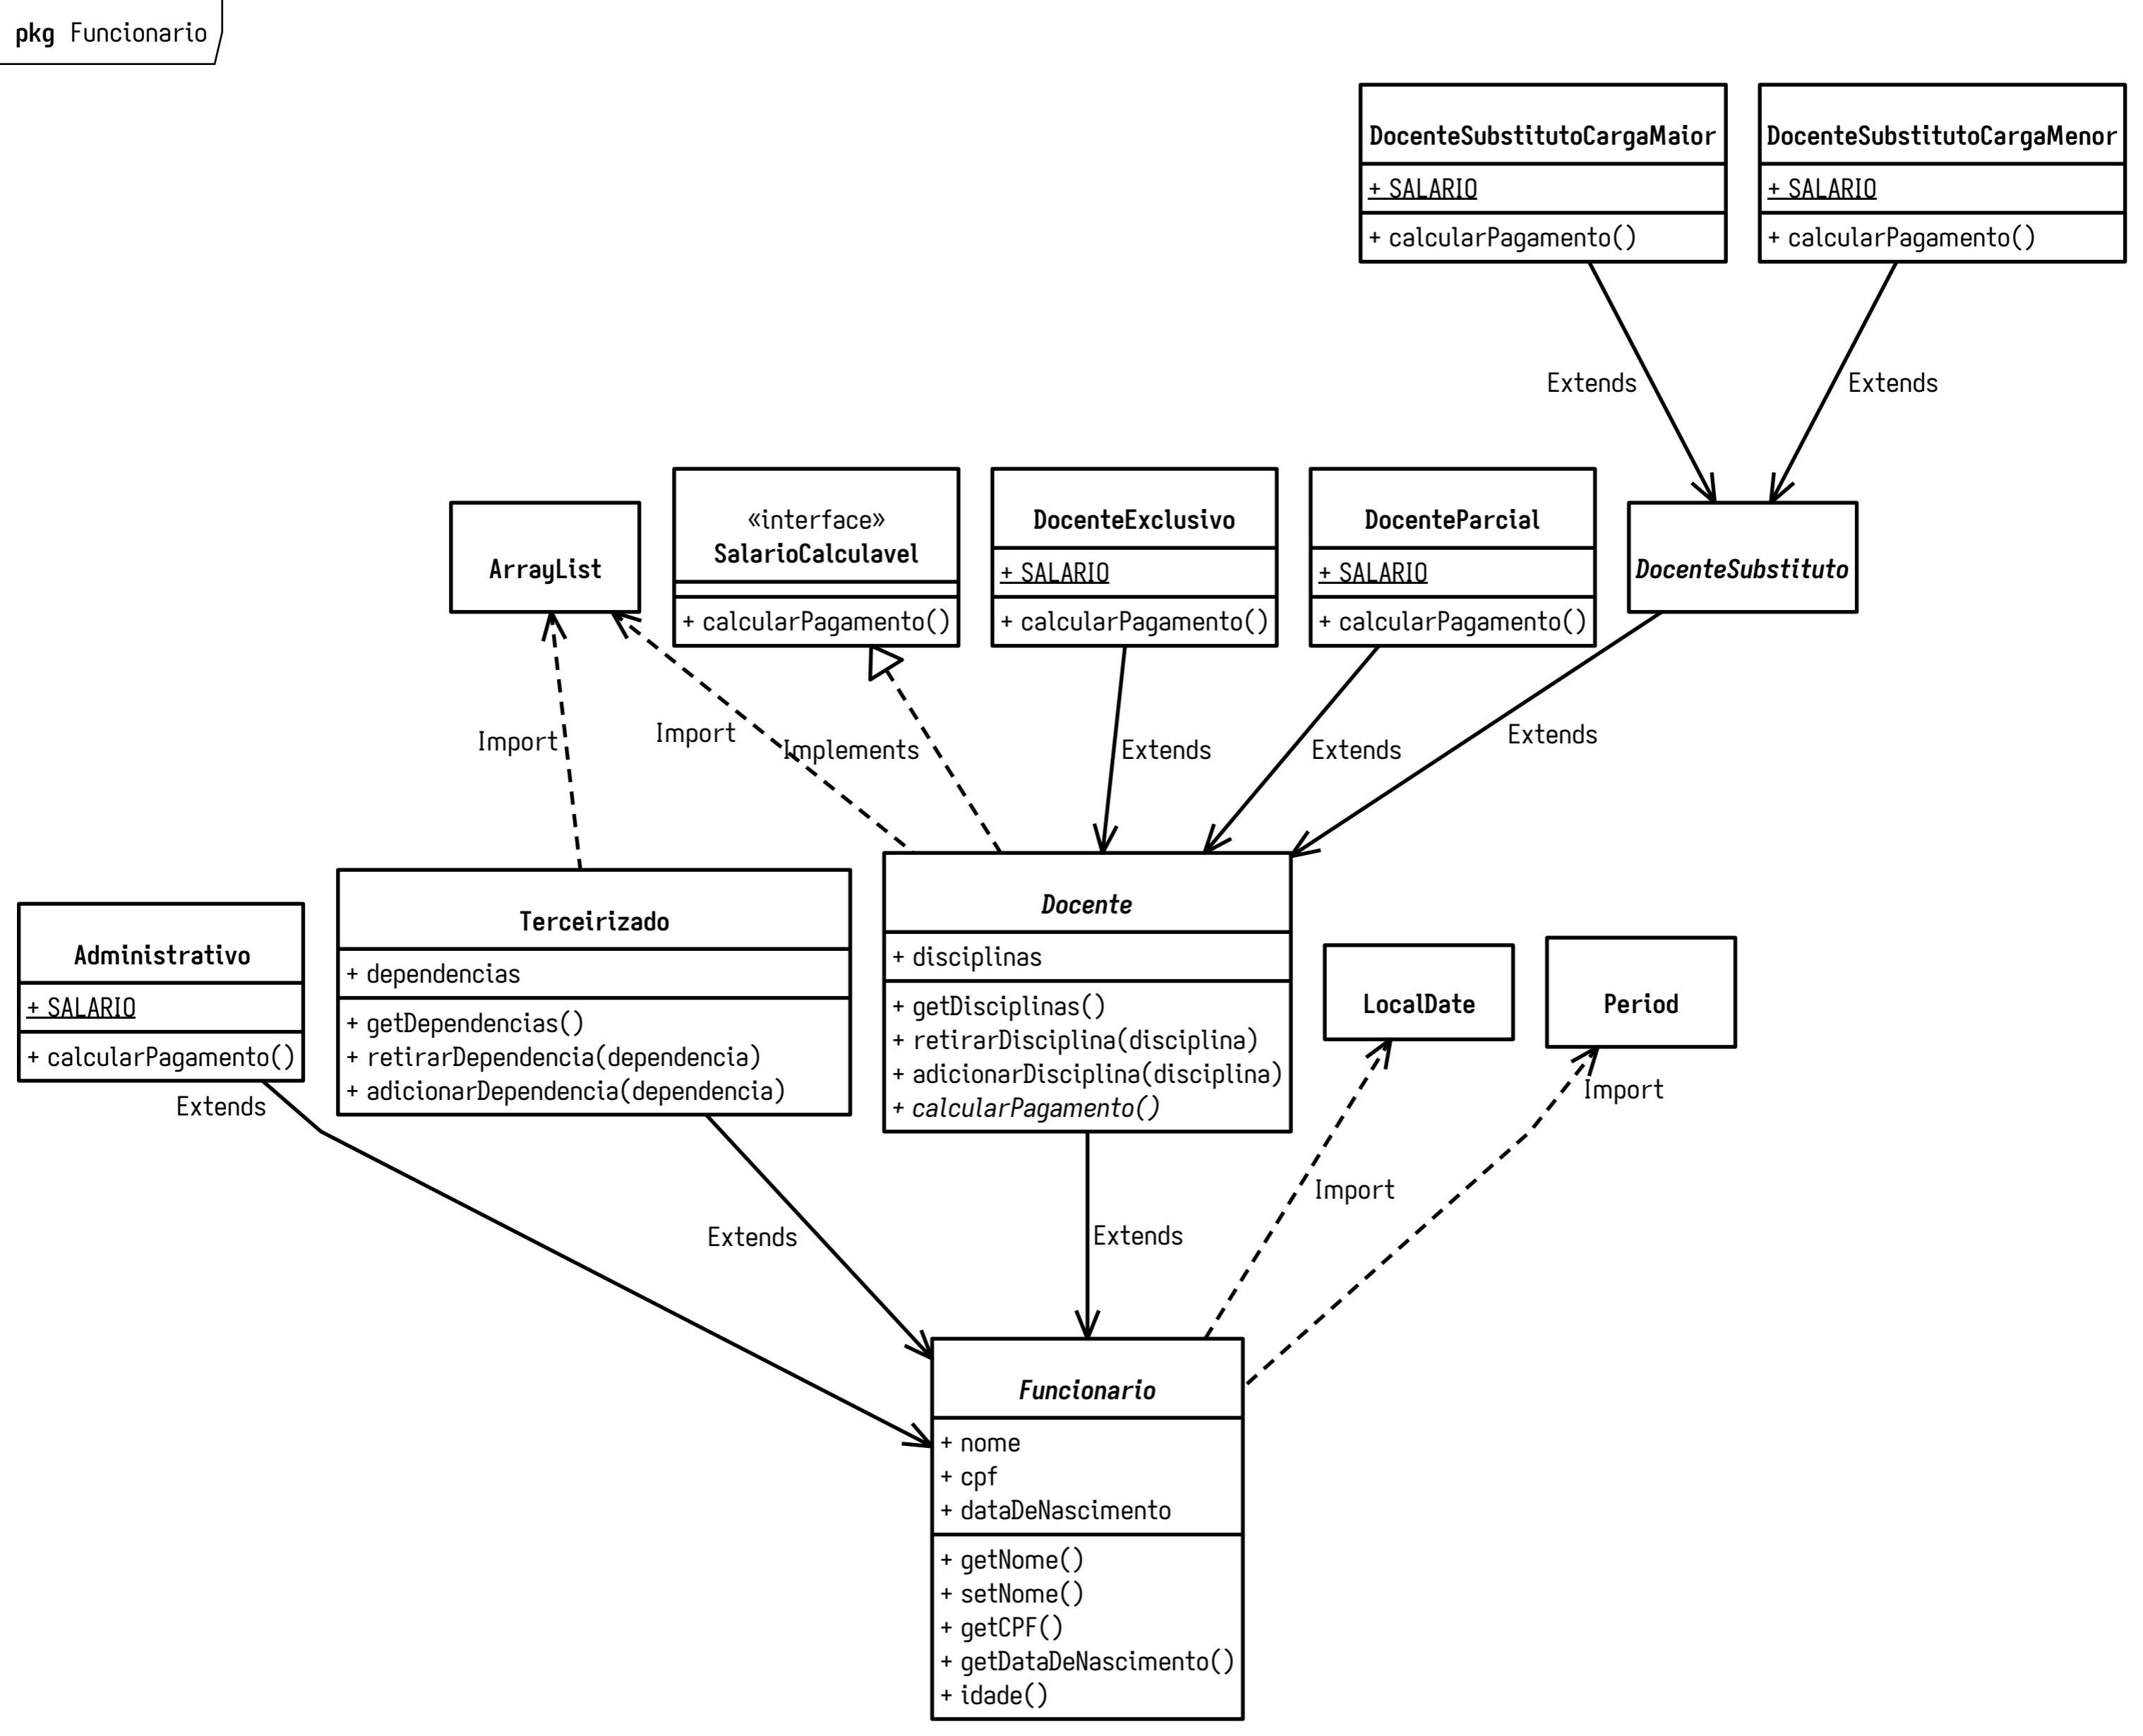 pkg Funcionario
DocenteSubstitutoCargaMaior
+ SALARIO
+ calcularPagamento()
DocenteSubstitutoCargaMenor
+ SALARIO
+ calcularPagamento()
Extends
Extends
ArrayList
«interface»
SalarioCalculavel
+ calcularPagamento()
DocenteExclusivo
+ SALARIO
+ calcularPagamento()
DocenteParcial
+ SALARIO
+ calcularPagamento()
DocenteSubstituto
Import
Import
Implements
Extends
Extends
Extends
Administrativo
+ SALARIO
+ calcularPagamento()
Terceirizado
+ dependencias
+ getDependencias()
+ retirarDependencia(dependencia)
+ adicionarDependencia(dependencia)
Docente
+ disciplinas
+ getDisciplinas()
+ retirarDisciplina(disciplina)
+ adicionarDisciplina(disciplina)
+ calcularPagamento()
LocalDate
Period
Extends
Extends
Extends
Import
Import
Funcionario
+ nome
+ cpf
+ dataDeNascimento
+ getNome()
+ setNome()
+ getCPF()
+ getDataDeNascimento()
+ idade()